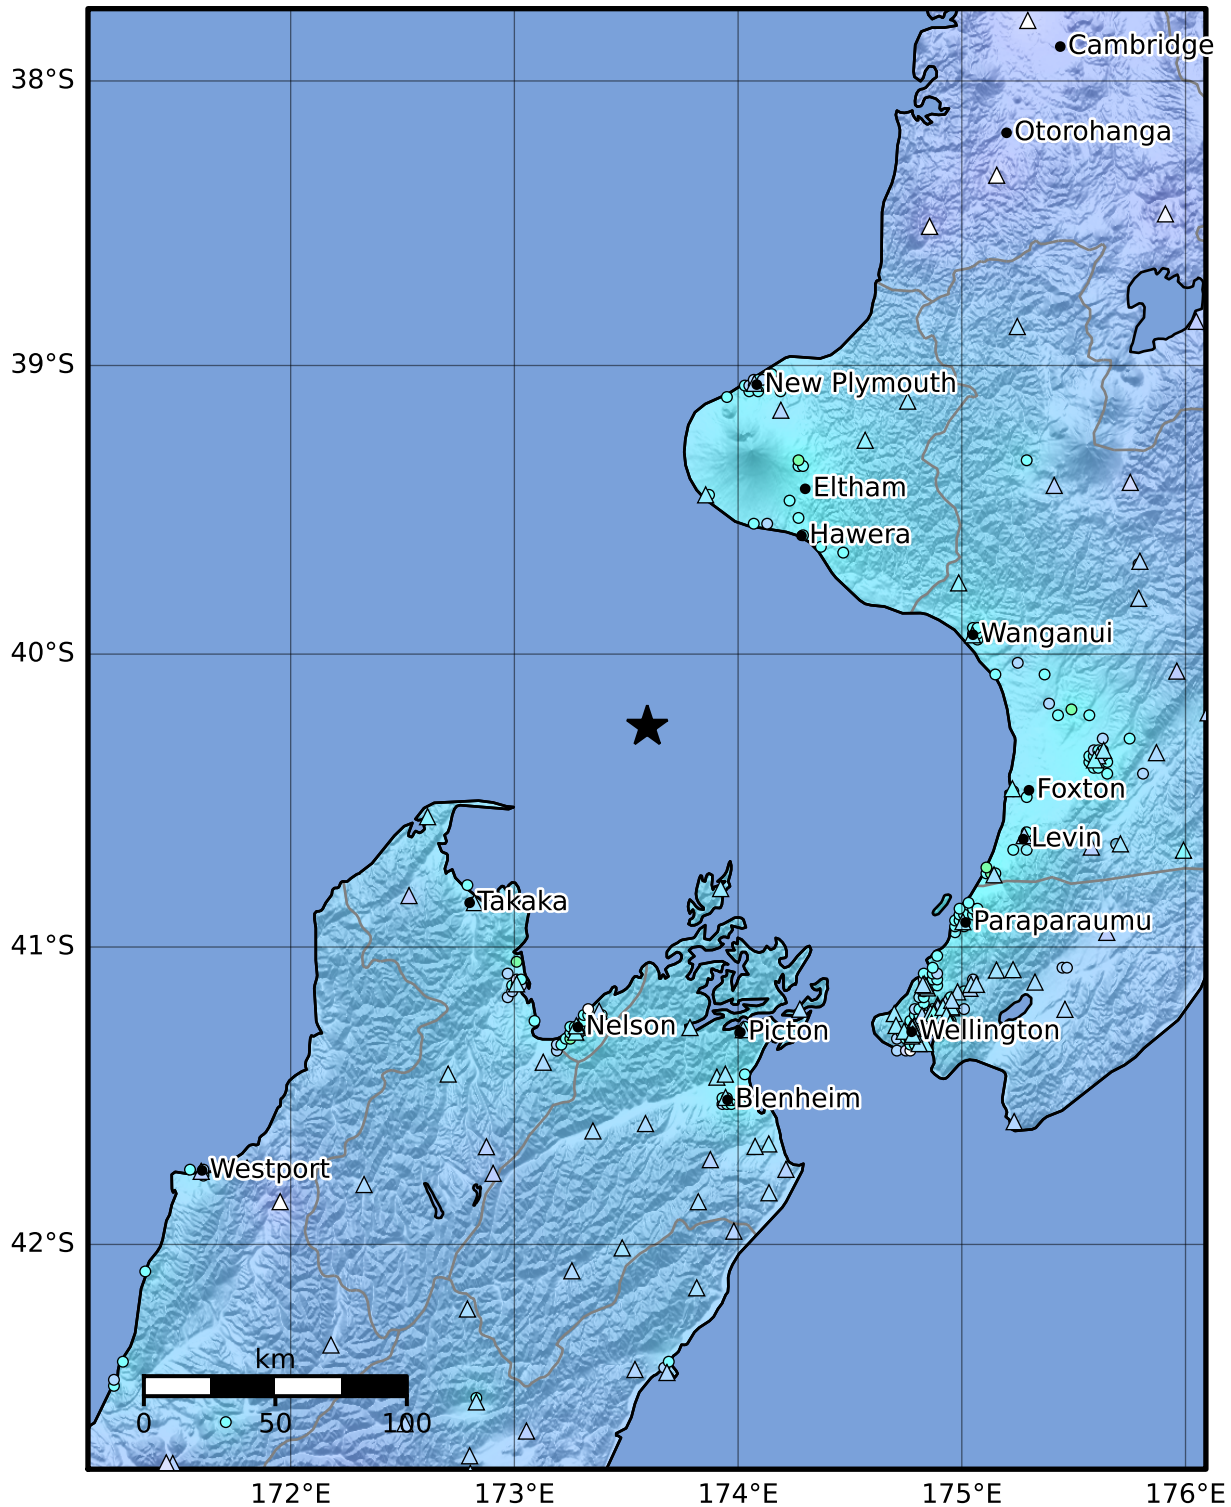 Cambridge
38°S
Otorohanga
39°S
New Plymouth
Eltham
Hawera
Wanganui
40°S
Foxton
Levin
Takaka
Paraparaumu
41°S
Nelson
Picton
Wellington
Blenheim
Westport
42°S
km
0 50 100
172°E 173°E 174°E 175°E 176°E